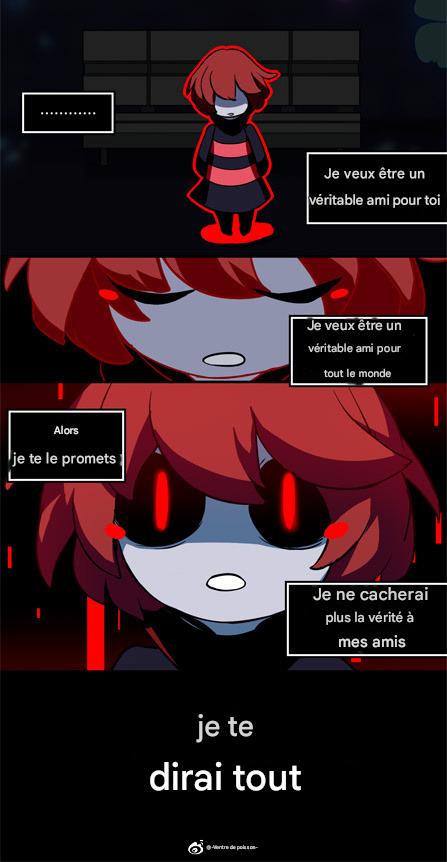 ............
Je veux être un
véritable ami pour toi
Je veux être un
véritable ami pour
tout le monde
Alors
je te le promets
Je ne cacherai
plus la vérité à
mes amis
je te
dirai tout
@-Ventre de poisson-